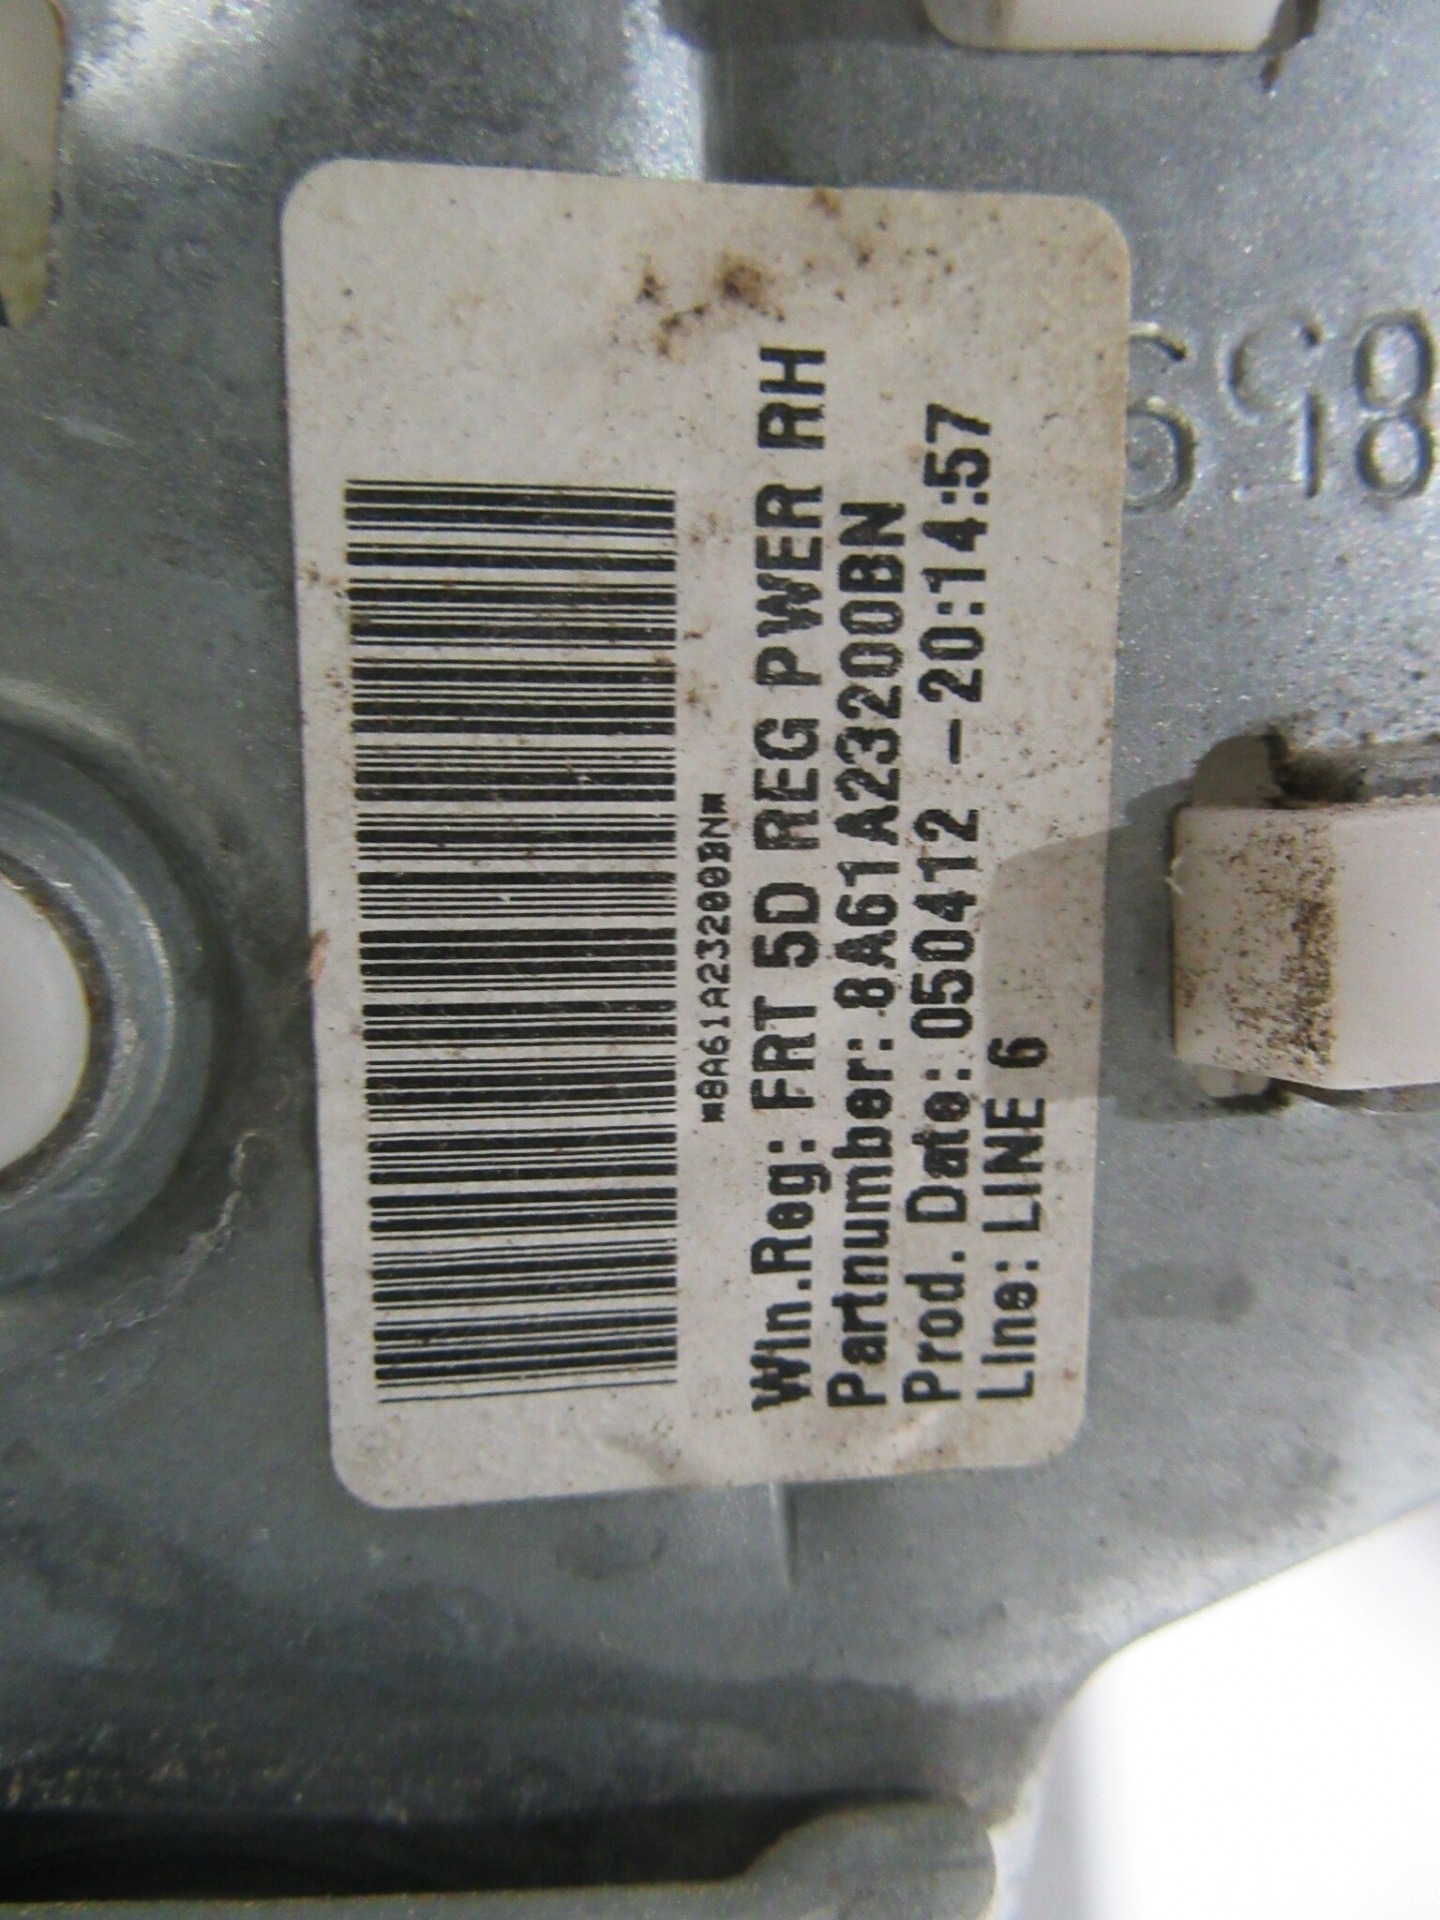 *8A61A23200BN*
Win.Reg: FRT 5D REG PWER RH
Partnumber: 8A61A23200BN
Prod. Date: 050412 -20:14:57
Line: LINE 6